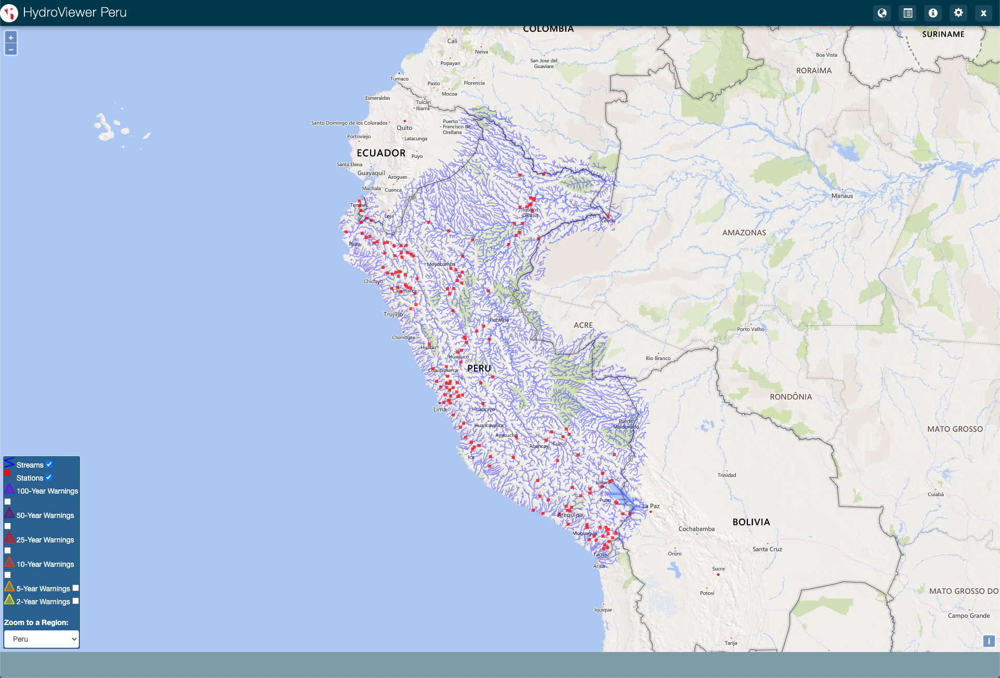 HydroViewer Peru
x
+
−
COLOMBIA
SURINAME
Cali
Neiva
Boa Vista
Popayan
San Jose del
Guaviare
RORAIMA
Tumaco
Pasto
Florencia
Mocoa
Esmeraldas
Tulcán
Ibarra
Santo Domingo de los Colorados
Quito
Puerto
Francisco de
Orellana
Portoviejo
Latacunga
ECUADOR
Puyo
Santa Elena
Guayaquil
Azogues
Machala
Cuenca
Manaus
Tumbes
Loja
Iquitos
District
Leticia
AMAZONAS
Piura
Moyobamba
Chiclayo
Cajamarca
Trujillo
Pucallpa
ACRE
Porto Velho
Chimbote
Huaraz
Huanuco
Rio Branco
Chaupimarca
PERU
RONDÔNIA
Lima
Huancayo
Huancavelica
Puerto
Maldonado
MATO GROSSO
Ayacucho
Abancay
Cuzco
Ica
Trinidad
Juliaca
Cuiabá
Puno
La Paz
Arequipa
BOLIVIA
Cochabamba
Moquegua
Santa Cruz
Oruro
Tacna
Arica
Sucre
Potosí
MATO GROSSO DO
Iquique
Campo Grande
Tarija
Streams
Stations
100-Year Warnings
50-Year Warnings
25-Year Warnings
10-Year Warnings
5-Year Warnings
2-Year Warnings
Zoom to a Region:
Peru
i